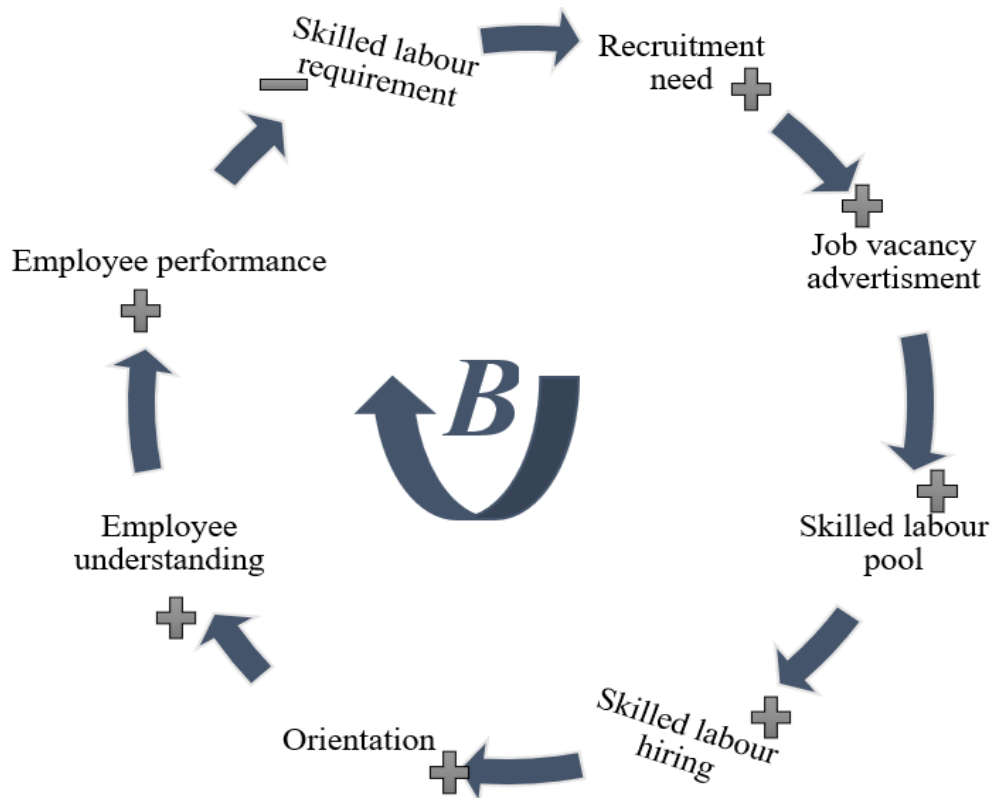 Skilled labour
requirement
Recruitment
need
Job vacancy
advertisment
Skilled labour
pool
Skilled labour
hiring
Orientation
Employee
understanding
Employee performance
B